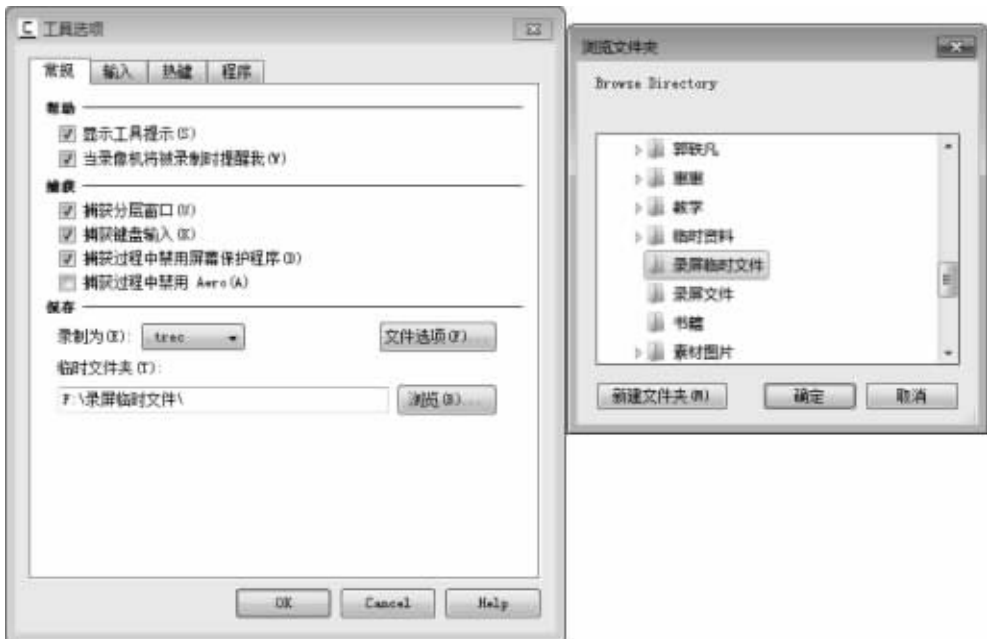 工具选项
常规 输入 热键 程序
帮助
显示工具提示(S)
当录像机将被录制时提醒我(W)
捕获
捕获分层窗口(U)
捕获键盘输入(K)
捕获过程中禁用屏幕保护程序(D)
捕获过程中禁用 Aero(A)
保存
录制为(E): trec 文件选项(F)...
临时文件夹(T):
F:\录屏临时文件\ 浏览(B)...
OK Cancel Help
浏览文件夹
Browse Directory
郭轶凡
崽崽
教学
临时资料
录屏临时文件
录屏文件
书籍
素材图片
新建文件夹(M) 确定 取消